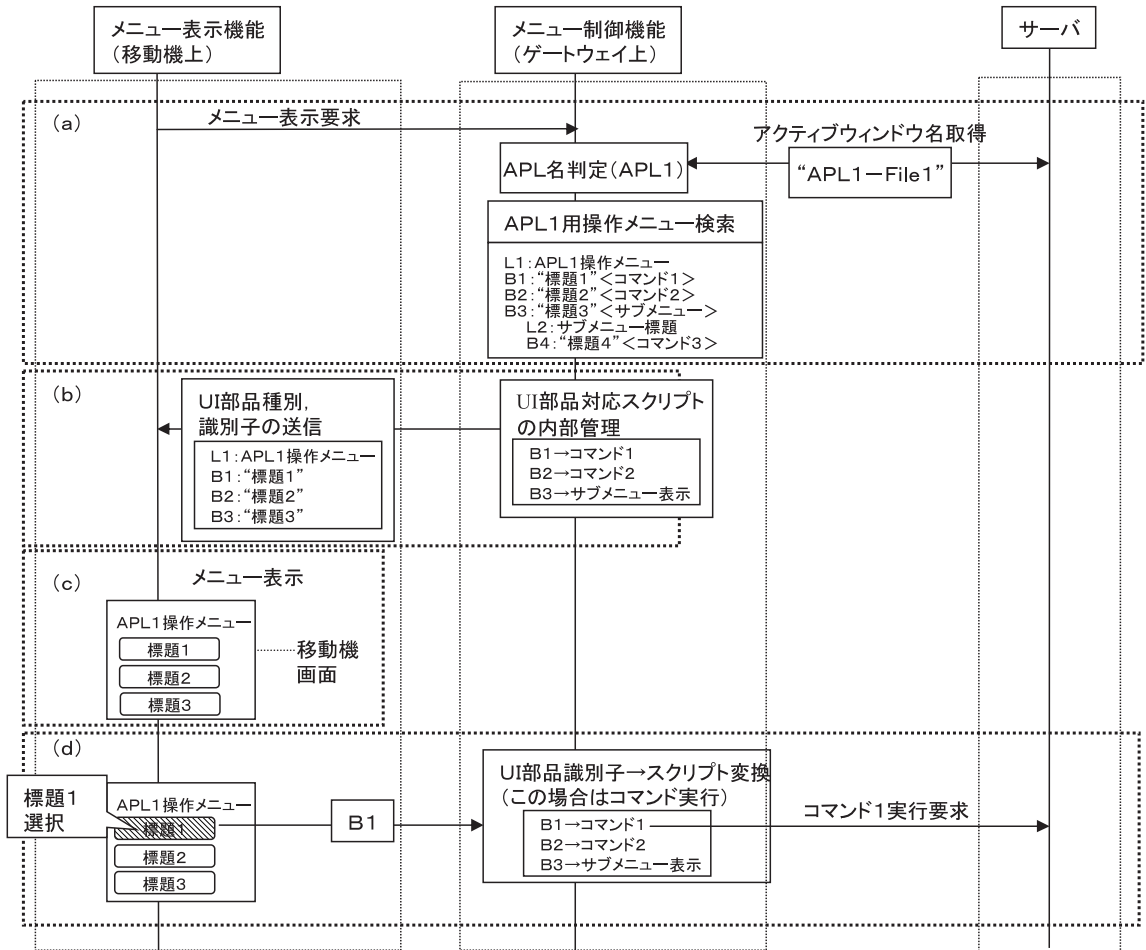 メニュー表示機能
（移動機上）
メニュー制御機能
（ゲートウェイ上）
サーバ
（a）
メニュー表示要求
アクティブウィンドウ名取得
APL名判定（APL1）
“APL1－File1”
APL1用操作メニュー検索
L1：APL1操作メニュー
B1：“標題1”＜コマンド1＞
B2：“標題2”＜コマンド2＞
B3：“標題3”＜サブメニュー＞
L2：サブメニュー標題
B4：“標題4”＜コマンド3＞
（b）
UI部品種別，
識別子の送信
L1：APL1操作メニュー
B1：“標題1”
B2：“標題2”
B3：“標題3”
UI部品対応スクリプト
の内部管理
B1→コマンド1
B2→コマンド2
B3→サブメニュー表示
（c）
メニュー表示
APL1操作メニュー
標題1
標題2
標題3
移動機
画面
（d）
標題1
選択
APL1操作メニュー
標題1
標題2
標題3
B1
UI部品識別子→スクリプト変換
（この場合はコマンド実行）
B1→コマンド1
B2→コマンド2
B3→サブメニュー表示
コマンド1実行要求